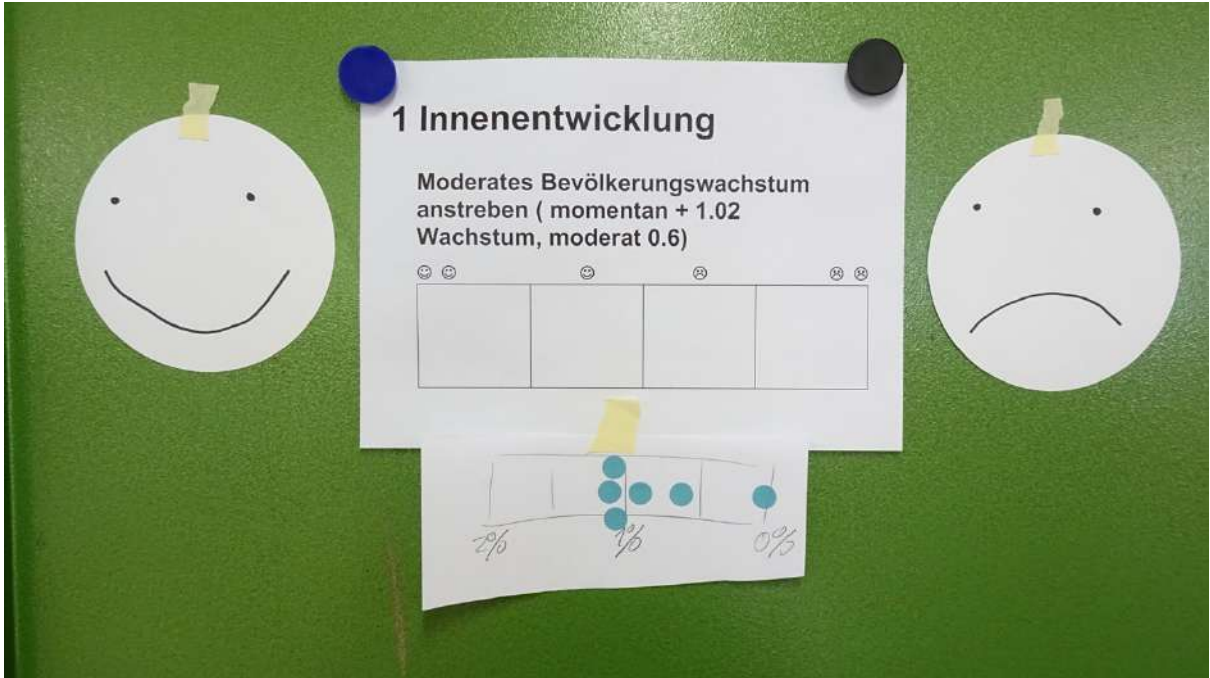 1 Innenentwicklung
Moderates Bevölkerungswachstum
anstreben ( momentan + 1.02
Wachstum, moderat 0.6)
☺ ☺ ☺ ☹ ☹ ☹
2% 1% 0%